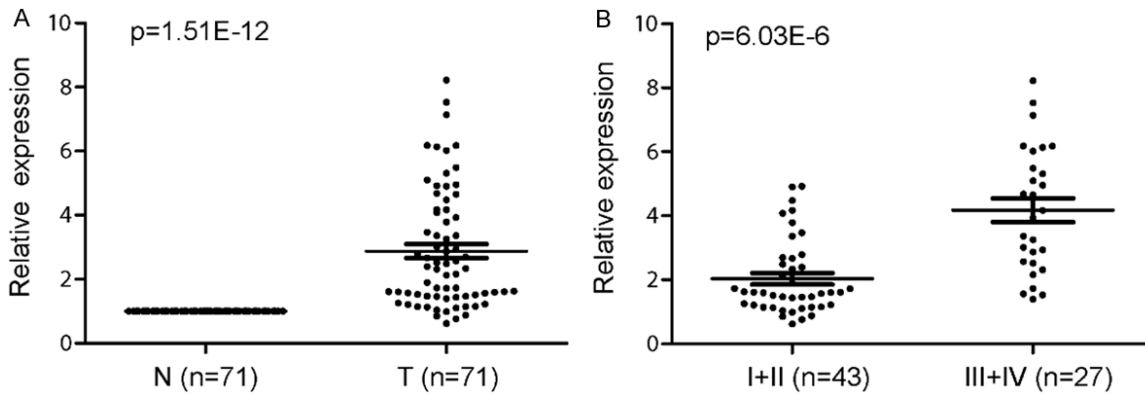 A
p=1.51E-12
Relative expression
10
8
6
4
2
0
N (n=71)
T (n=71)
B
p=6.03E-6
Relative expression
10
8
6
4
2
0
I+II (n=43)
III+IV (n=27)